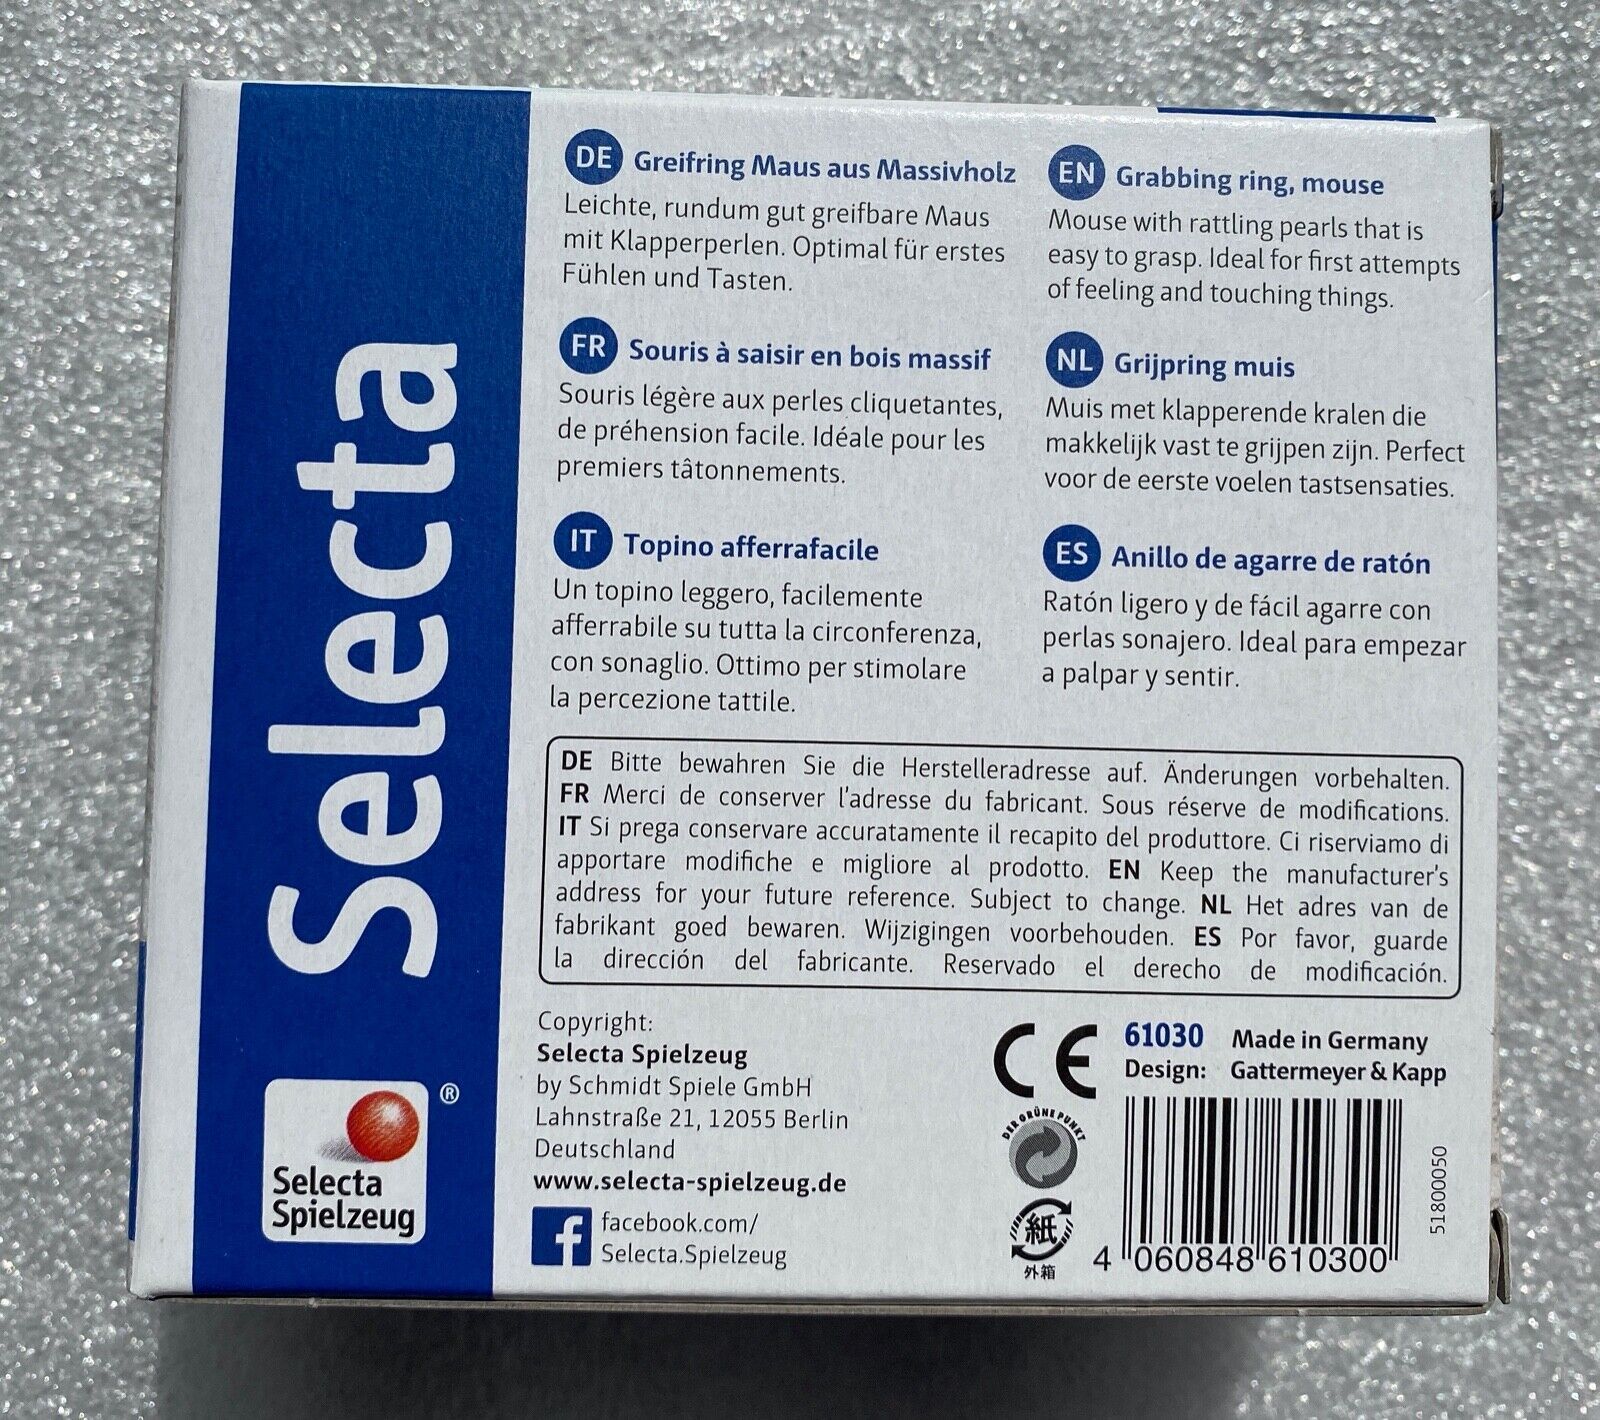 Selecta
Selecta
Spielzeug
®
DE Greifring Maus aus Massivholz
Leichte, rundum gut greifbare Maus
mit Klapperperlen. Optimal für erstes
Fühlen und Tasten.
EN Grabbing ring, mouse
Mouse with rattling pearls that is
easy to grasp. Ideal for first attempts
of feeling and touching things.
FR Souris à saisir en bois massif
Souris légère aux perles cliquetantes,
de préhension facile. Idéale pour les
premiers tâtonnements.
NL Grijpring muis
Muis met klapperende kralen die
makkelijk vast te grijpen zijn. Perfect
voor de eerste voelen tastsensaties.
IT Topino afferrafacile
Un topino leggero, facilemente
afferrabile su tutta la circonferenza,
con sonaglio. Ottimo per stimolare
la percezione tattile.
ES Anillo de agarre de ratón
Ratón ligero y de fácil agarre con
perlas sonajero. Ideal para empezar
a palpar y sentir.
DE Bitte bewahren Sie die Herstelleradresse auf. Änderungen vorbehalten.
FR Merci de conserver l'adresse du fabricant. Sous réserve de modifications.
IT Si prega conservare accuratamente il recapito del produttore. Ci riserviamo di
apportare modifiche e migliore al prodotto. EN Keep the manufacturer's
address for your future reference. Subject to change. NL Het adres van de
fabrikant goed bewaren. Wijzigingen voorbehouden. ES Por favor, guarde
la dirección del fabricante. Reservado el derecho de modificación.
Copyright:
Selecta Spielzeug
by Schmidt Spiele GmbH
Lahnstraße 21, 12055 Berlin
Deutschland
www.selecta-spielzeug.de
f facebook.com/
Selecta.Spielzeug
CE
61030 Made in Germany
Design: Gattermeyer & Kapp
DER GRÜNE PUNKT
紙
外箱
4 060848 610300
51800050